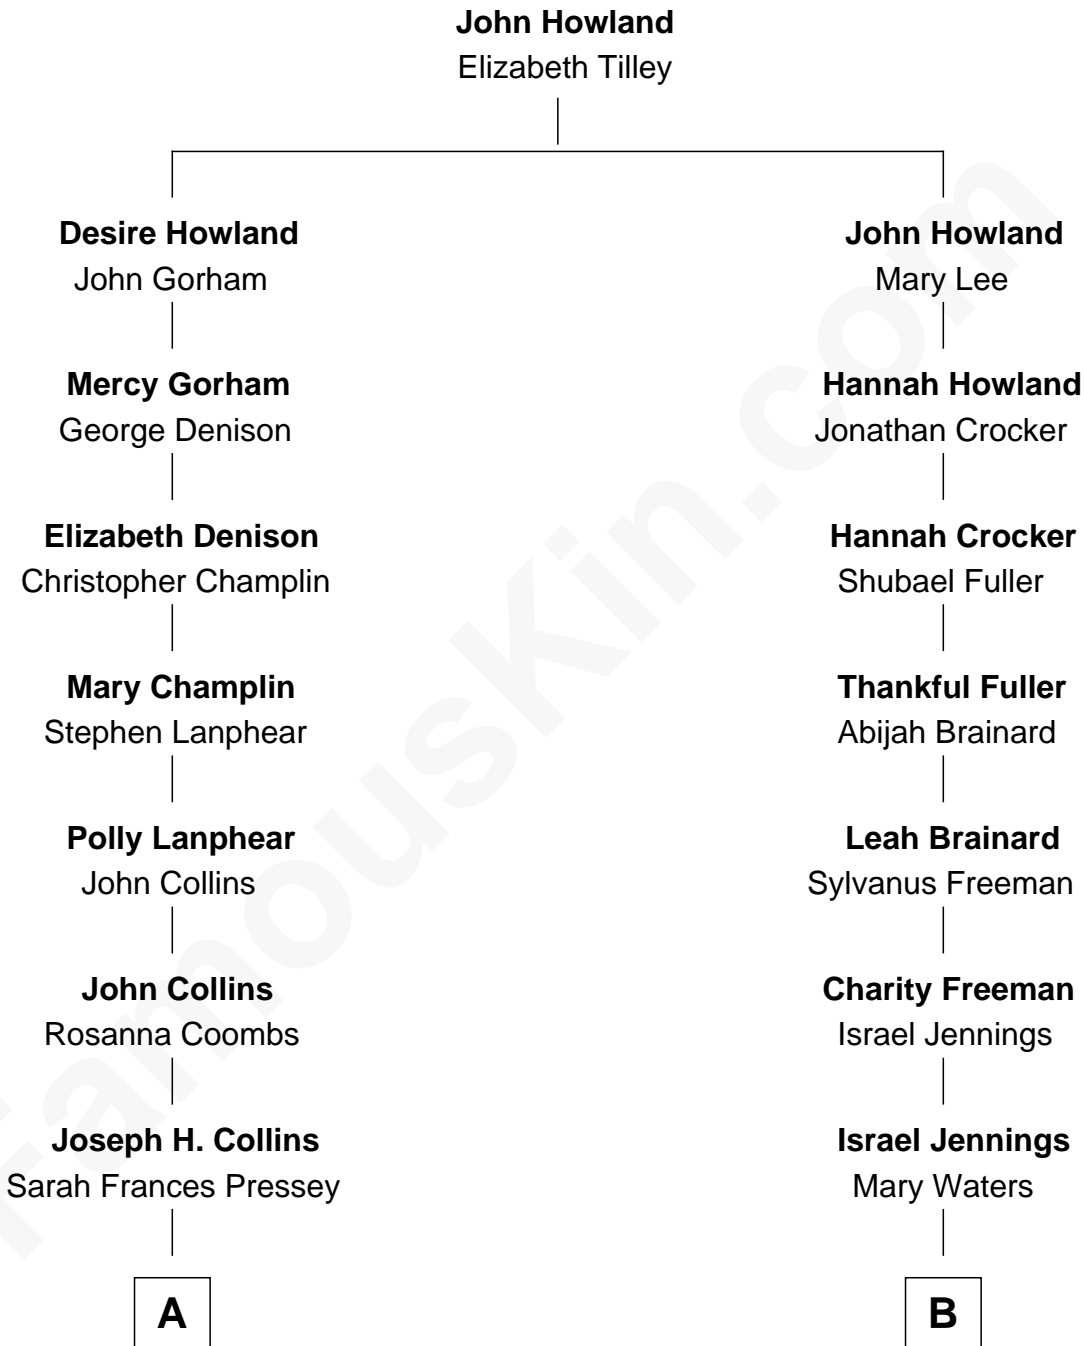 John Howland
Elizabeth Tilley
Desire Howland
John Gorham
John Howland
Mary Lee
Mercy Gorham
George Denison
Hannah Howland
Jonathan Crocker
Elizabeth Denison
Christopher Champlin
Hannah Crocker
Shubael Fuller
Mary Champlin
Stephen Lanphear
Thankful Fuller
Abijah Brainard
Polly Lanphear
John Collins
Leah Brainard
Sylvanus Freeman
John Collins
Rosanna Coombs
Charity Freeman
Israel Jennings
Joseph H. Collins
Sarah Frances Pressey
Israel Jennings
Mary Waters
A
B
FamousKin.com